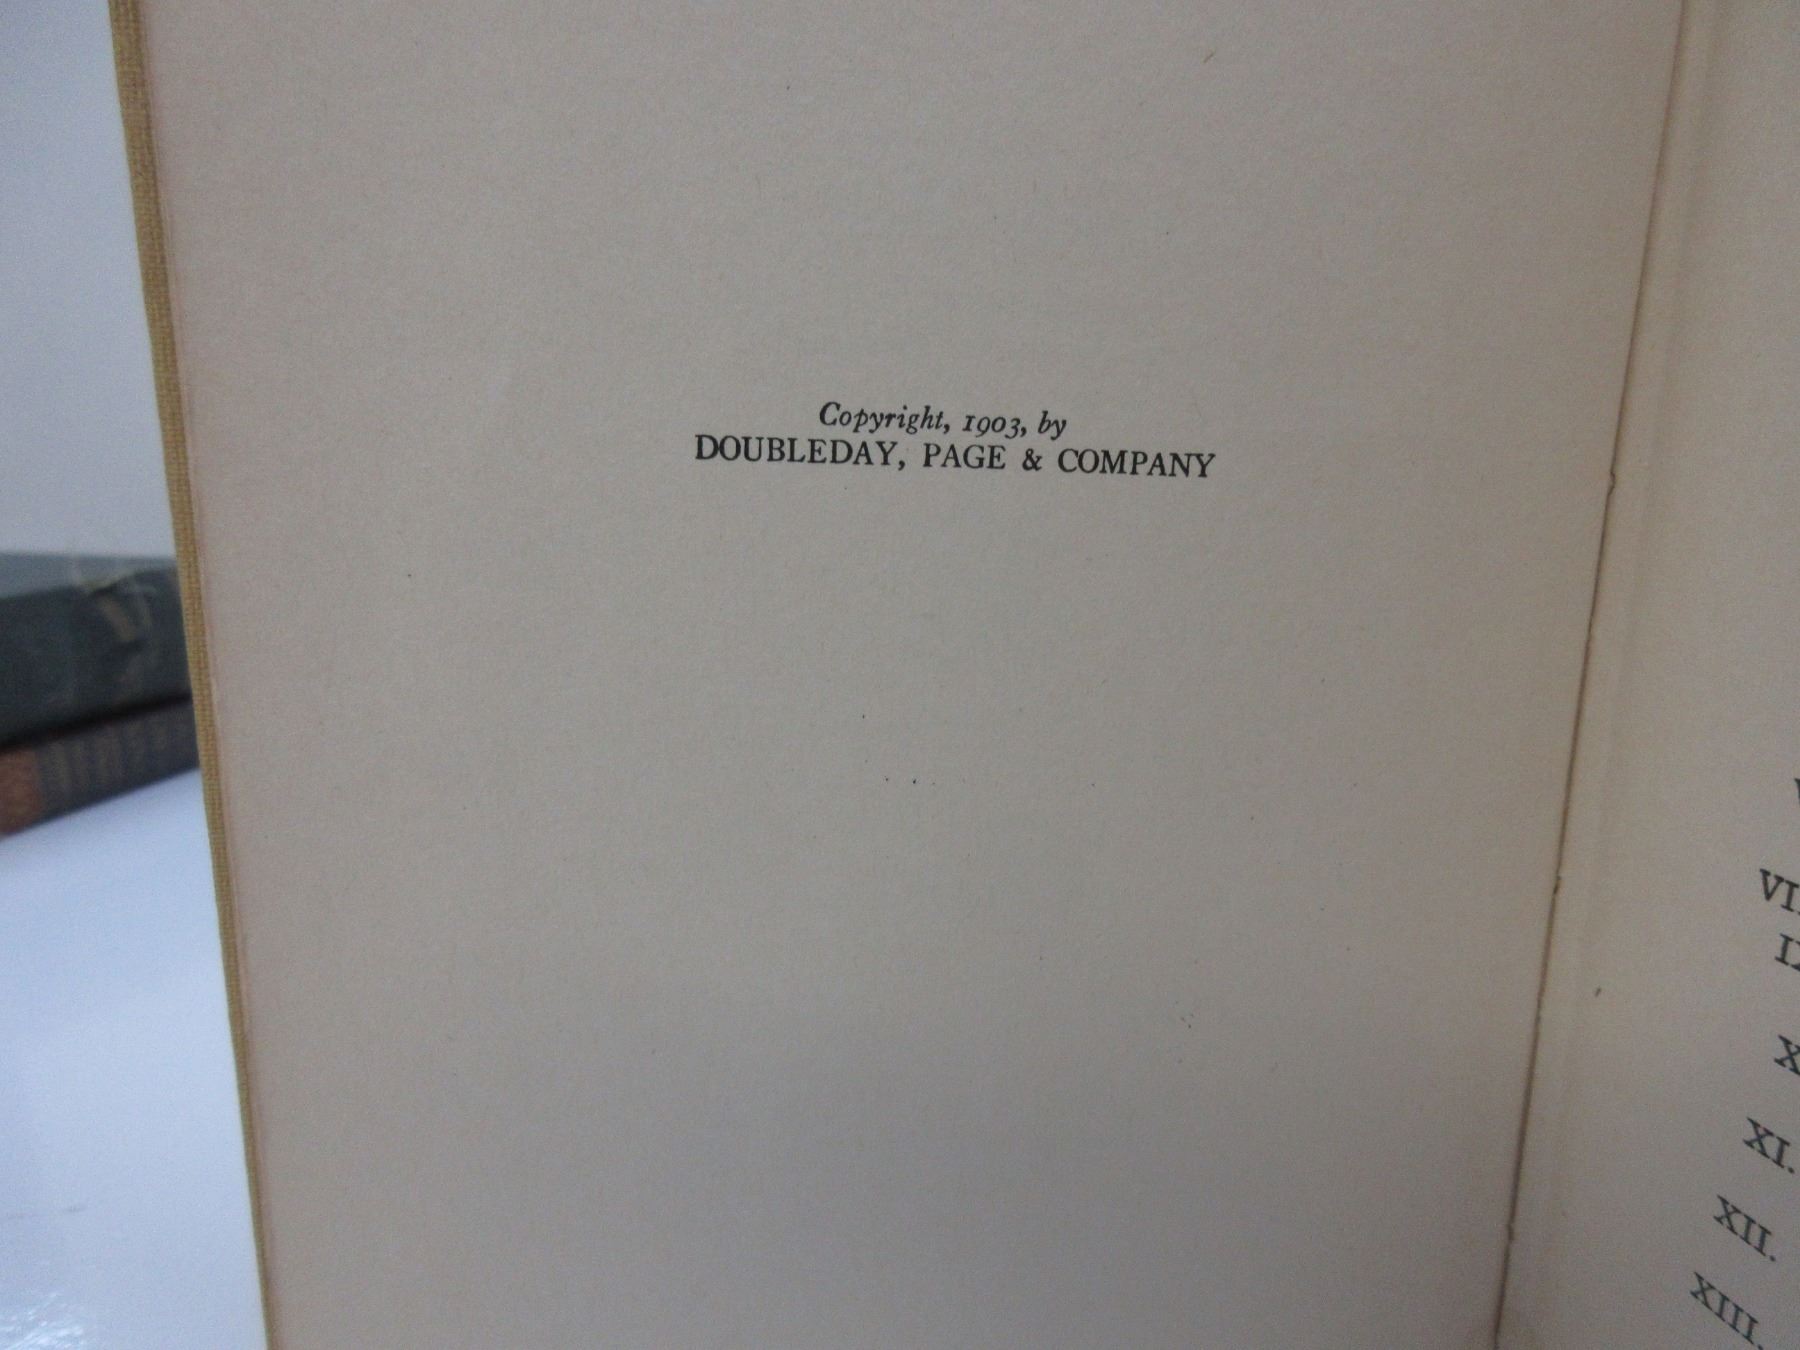 Copyright, 1903, by
DOUBLEDAY, PAGE & COMPANY
XI.
XII.
XIII.